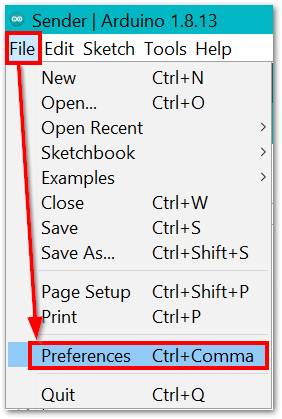 Sender | Arduino 1.8.13
File Edit Sketch Tools Help
New Ctrl+N
Open... Ctrl+O
Open Recent
Sketchbook
Examples
Close Ctrl+W
Save Ctrl+S
Save As... Ctrl+Shift+S
Page Setup Ctrl+Shift+P
Print Ctrl+P
Preferences Ctrl+Comma
Quit Ctrl+Q